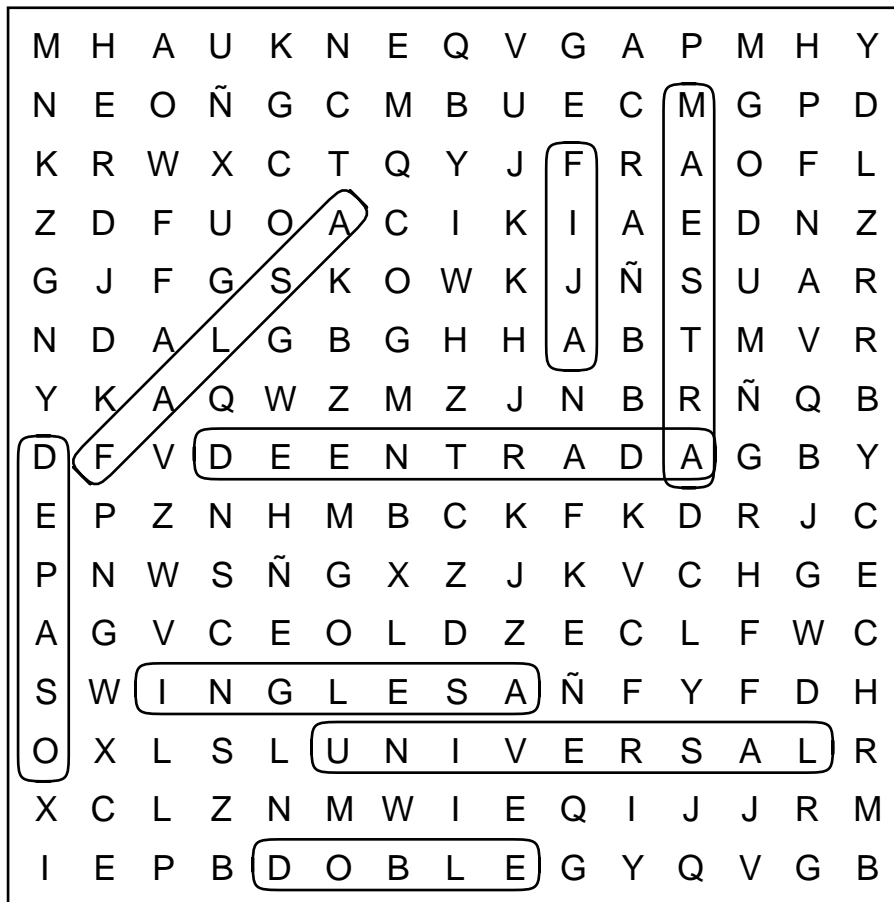 M H A U K N E Q V G A P M H Y
N E O Ñ G C M B U E C M G P D
K R W X C T Q Y J F R A O F L
Z D F U O A C I K I A E D N Z
G J F G S K O W K J Ñ S U A R
N D A L G B G H H A B T M V R
Y K A Q W Z M Z J N B R Ñ Q B
D F V D E E N T R A D A G B Y
E P Z N H M B C K F K D R J C
P N W S Ñ G X Z J K V C H G E
A G V C E O L D Z E C L F W C
S W I N G L E S A Ñ F Y F D H
O X L S L U N I V E R S A L R
X C L Z N M W I E Q I J J R M
I E P B D O B L E G Y Q V G B